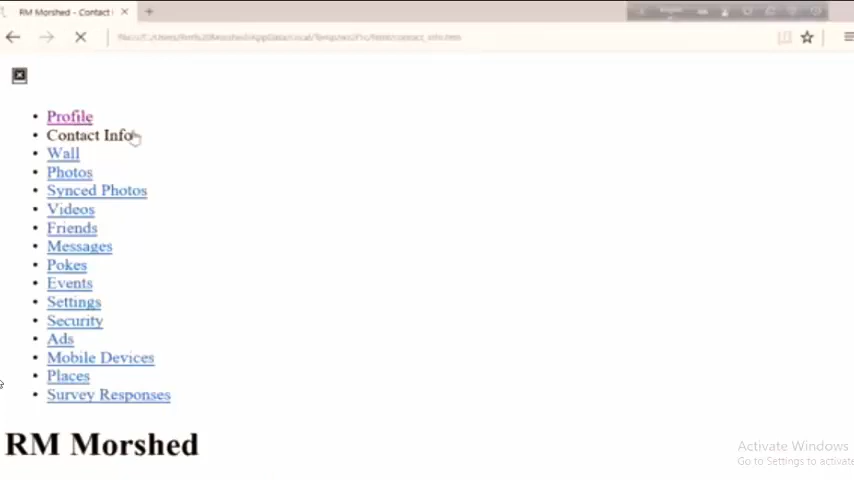 RM Morshed - Contact
Profile
Contact Info
Wall
Photos
Synced Photos
Videos
Friends
Messages
Pokes
Events
Settings
Security
Ads
Mobile Devices
Places
Survey Responses
RM Morshed
Activate Windows
Go to Settings to activate